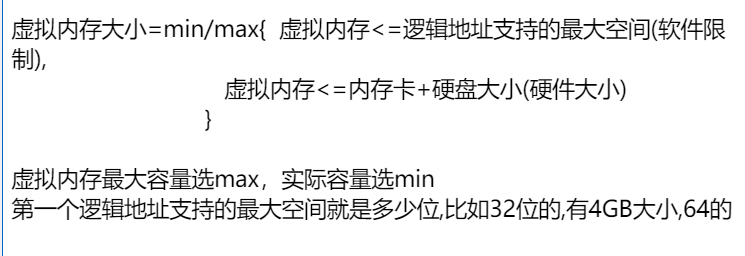 虚拟内存大小=min/max{  虚拟内存<=逻辑地址支持的最大空间(软件限
制),
虚拟内存<=内存卡+硬盘大小(硬件大小)
}
虚拟内存最大容量选max，实际容量选min
第一个逻辑地址支持的最大空间就是多少位,比如32位的,有4GB大小,64的